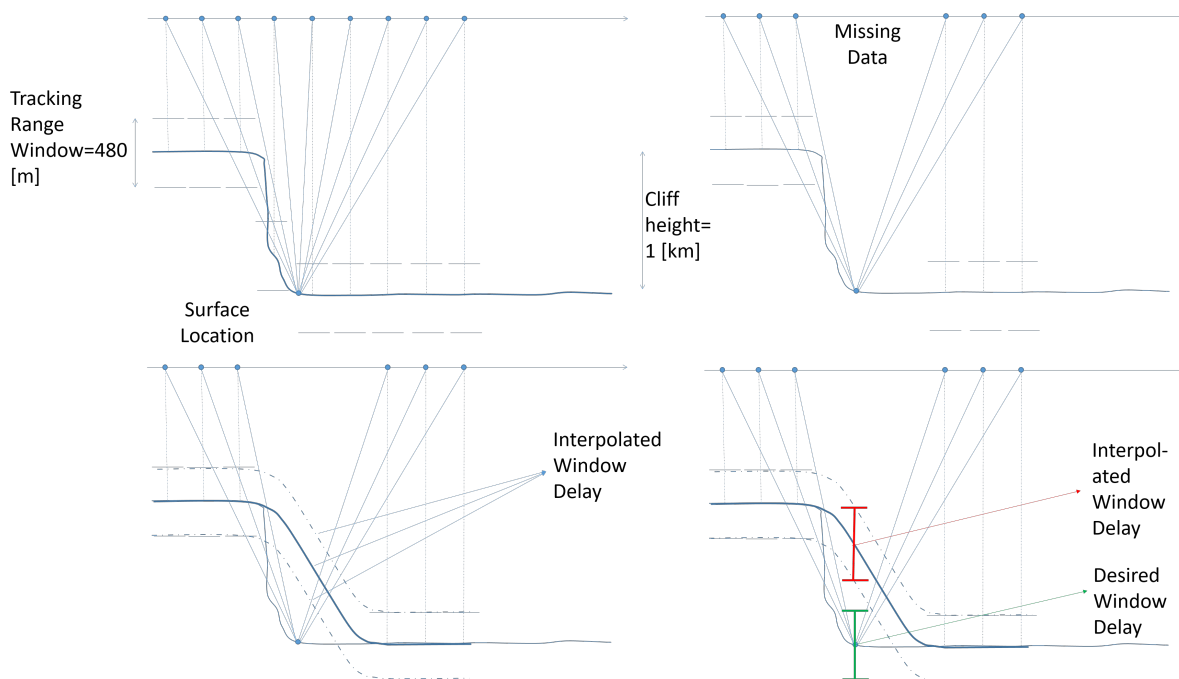 Tracking
Range
Window=480
[m]
Missing
Data
Cliff
height=
1 [km]
Surface
Location
Interpolated
Window
Delay
Interpol-
ated
Window
Delay
Desired
Window
Delay